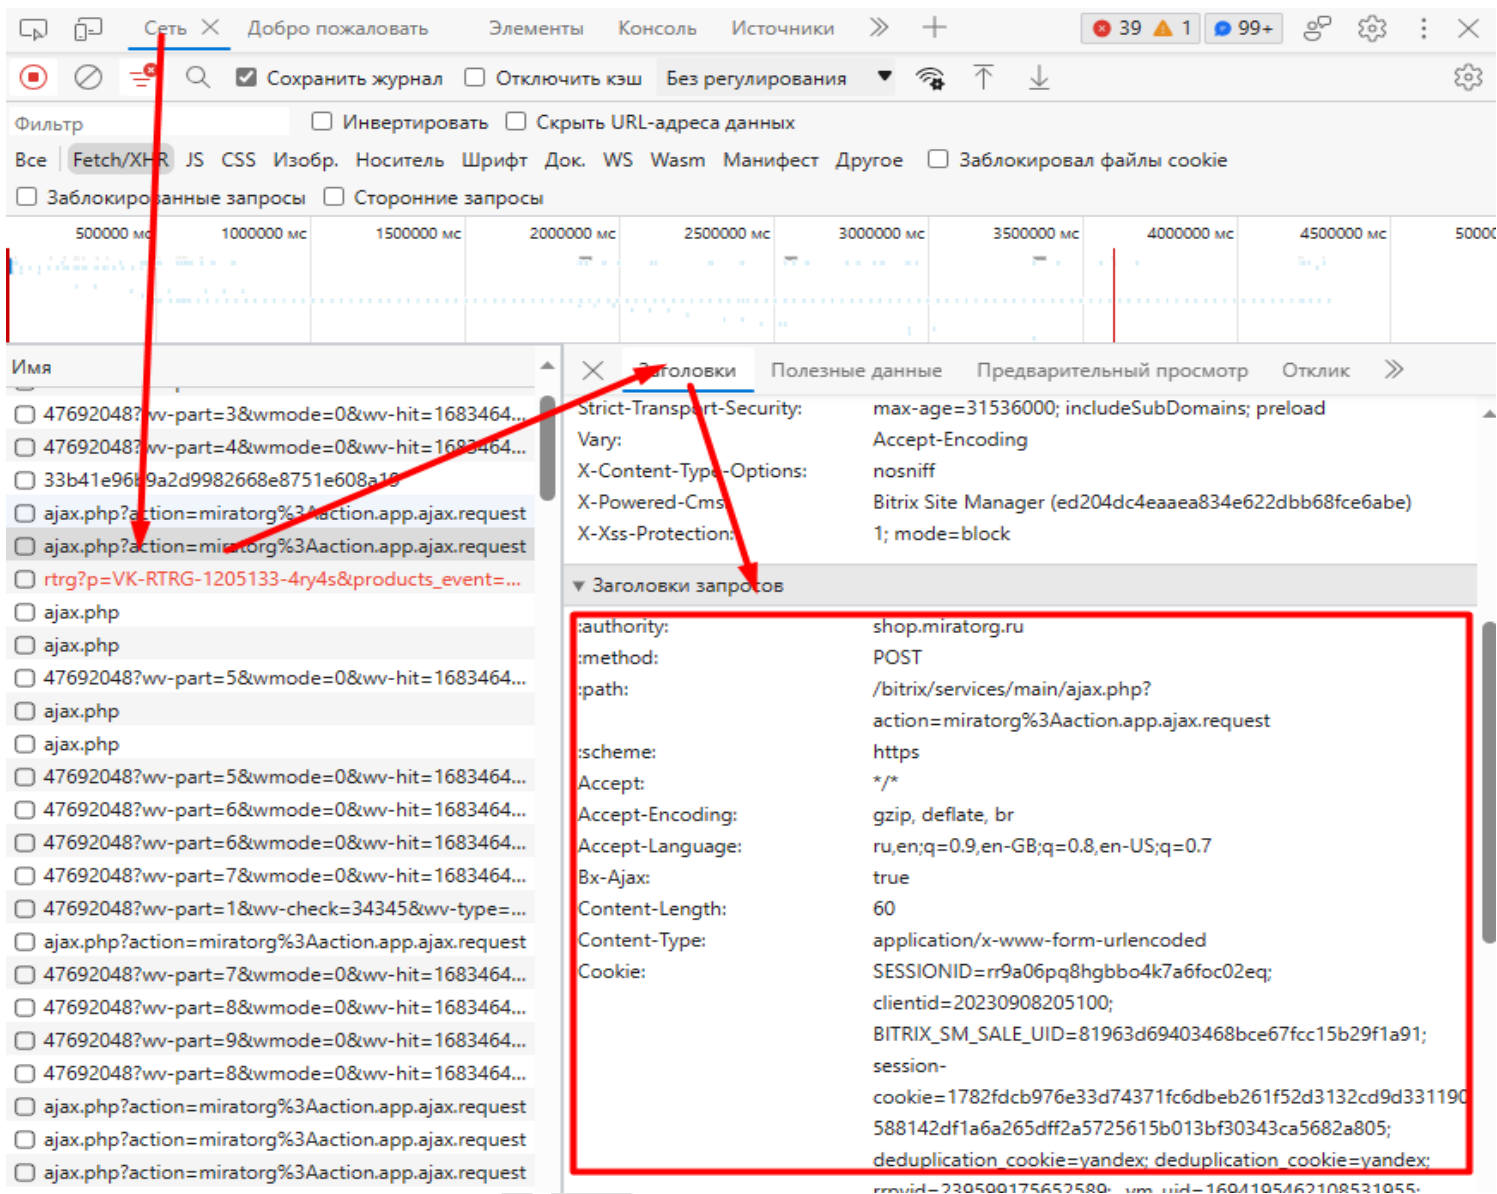 Сеть Добро пожаловать Элементы Консоль Источники 39 1 99+
Сохранить журнал Отключить кэш Без регулирования
Фильтр Инвертировать Скрыть URL-адреса данных
Все Fetch/XHR JS CSS Изобр. Носитель Шрифт Док. WS Wasm Манифест Другое Заблокировал файлы cookie
Заблокированные запросы Сторонние запросы
500000 мс 1000000 мс 1500000 мс 2000000 мс 2500000 мс 3000000 мс 3500000 мс 4000000 мс 4500000 мс 50000
Имя
47692048?wv-part=3&wmode=0&wv-hit=1683464...
47692048?wv-part=4&wmode=0&wv-hit=1683464...
33b41e96b9a2d9982668e8751e608a19
ajax.php?action=miratorg%3Aaction.app.ajax.request
ajax.php?action=miratorg%3Aaction.app.ajax.request
rtrg?p=VK-RTRG-1205133-4ry4s&products_event=...
ajax.php
ajax.php
47692048?wv-part=5&wmode=0&wv-hit=1683464...
ajax.php
ajax.php
47692048?wv-part=5&wmode=0&wv-hit=1683464...
47692048?wv-part=6&wmode=0&wv-hit=1683464...
47692048?wv-part=6&wmode=0&wv-hit=1683464...
47692048?wv-part=7&wmode=0&wv-hit=1683464...
47692048?wv-part=1&wv-check=34345&wv-type=...
ajax.php?action=miratorg%3Aaction.app.ajax.request
47692048?wv-part=7&wmode=0&wv-hit=1683464...
47692048?wv-part=8&wmode=0&wv-hit=1683464...
47692048?wv-part=9&wmode=0&wv-hit=1683464...
47692048?wv-part=8&wmode=0&wv-hit=1683464...
ajax.php?action=miratorg%3Aaction.app.ajax.request
ajax.php?action=miratorg%3Aaction.app.ajax.request
ajax.php?action=miratorg%3Aaction.app.ajax.request
Заголовки Полезные данные Предварительный просмотр Отклик
Strict-Transport-Security: max-age=31536000; includeSubDomains; preload
Vary: Accept-Encoding
X-Content-Type-Options: nosniff
X-Powered-Cms: Bitrix Site Manager (ed204dc4eaaea834e622dbb68fce6abe)
X-Xss-Protection: 1; mode=block
Заголовки запросов
:authority: shop.miratorg.ru
:method: POST
:path: /bitrix/services/main/ajax.php?
action=miratorg%3Aaction.app.ajax.request
:scheme: https
Accept: */*
Accept-Encoding: gzip, deflate, br
Accept-Language: ru,en;q=0.9,en-GB;q=0.8,en-US;q=0.7
Bx-Ajax: true
Content-Length: 60
Content-Type: application/x-www-form-urlencoded
Cookie: SESSIONID=rr9a06pq8hgbbo4k7a6foc02eq;
clientid=20230908205100;
BITRIX_SM_SALE_UID=81963d69403468bce67fcc15b29f1a91;
session-
cookie=1782fdcb976e33d74371fc6dbeb261f52d3132cd9d331190
588142df1a6a265dff2a5725615b013bf30343ca5682a805;
deduplication_cookie=yandex; deduplication_cookie=yandex;
rrpvid=239599175652589; _ym_uid=1694195462108531955;